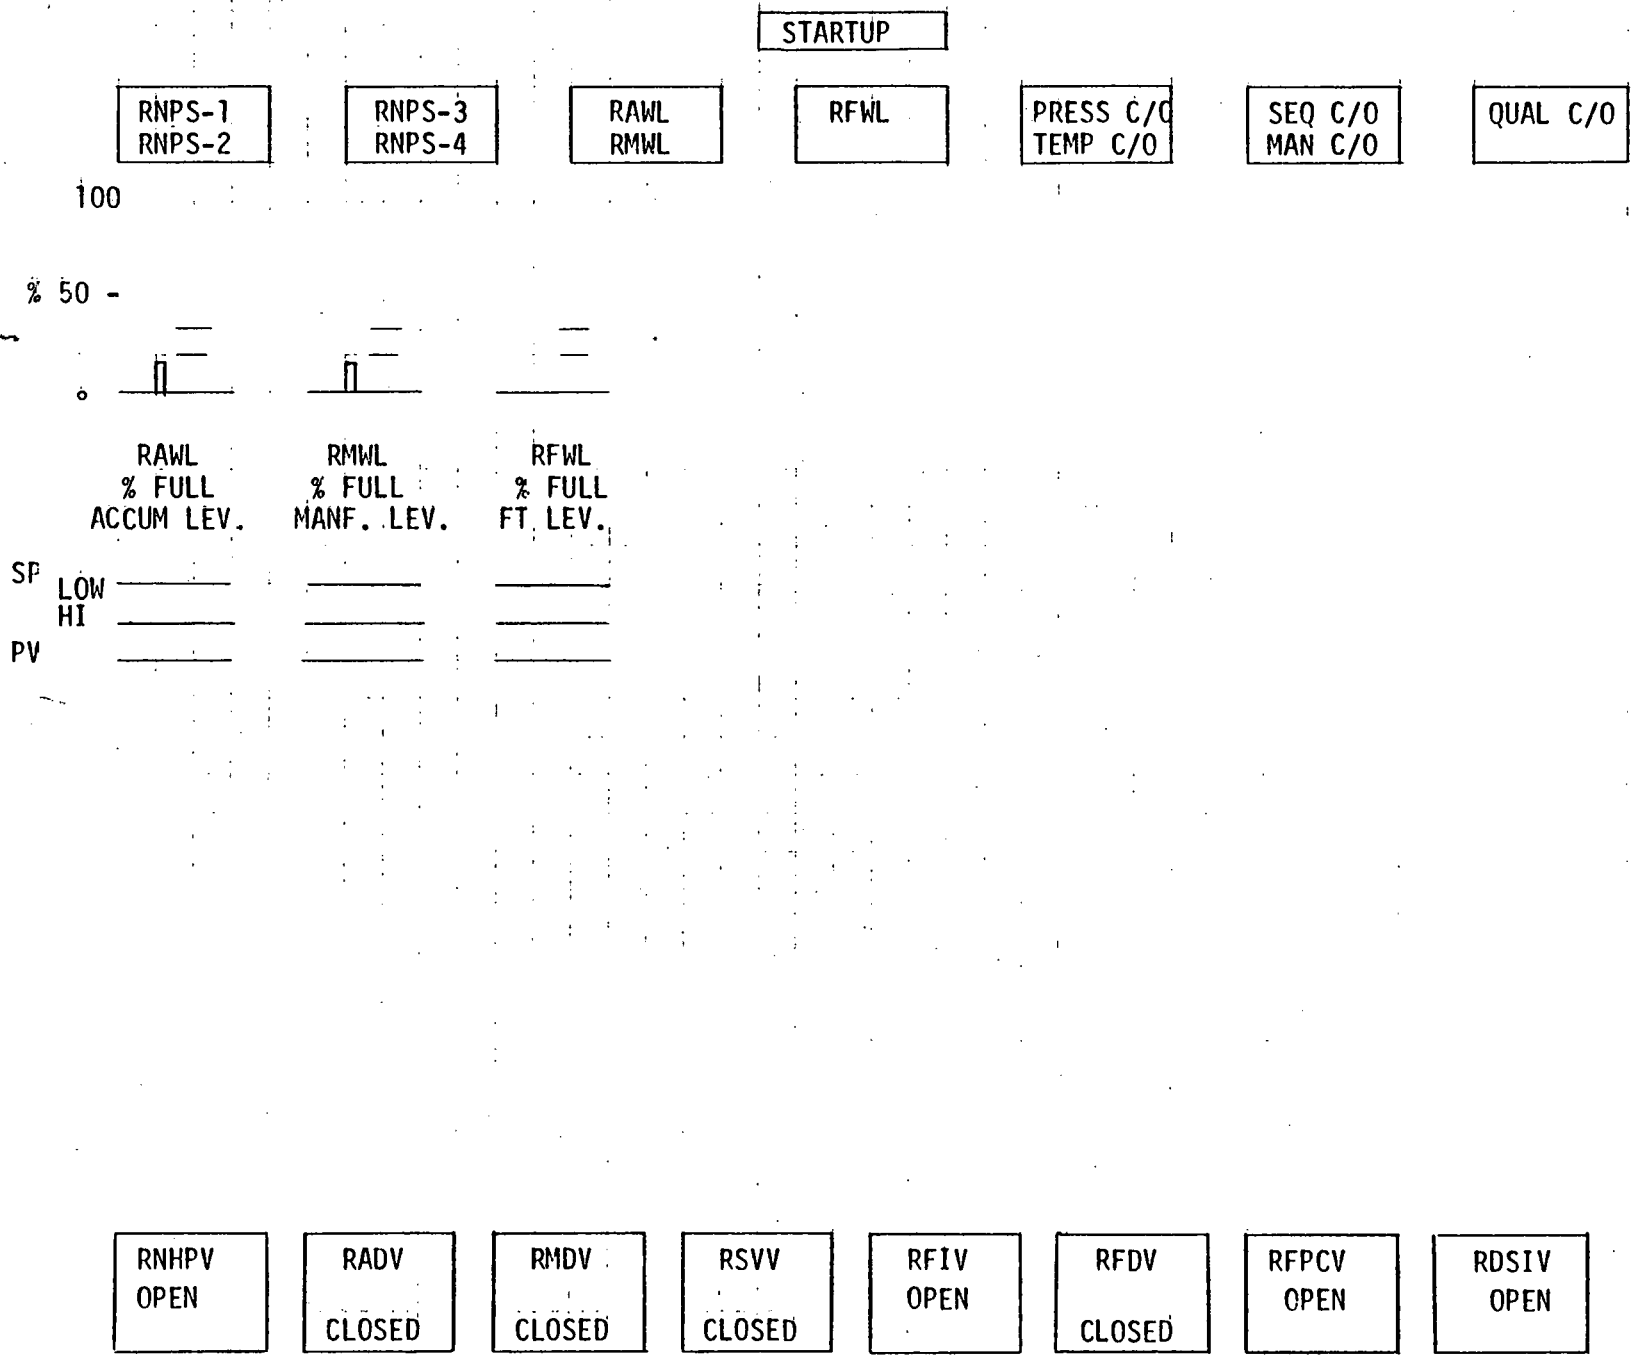 STARTUP
RNPS-1
RNPS-2
RNPS-3
RNPS-4
RAWL
RMWL
RFWL
PRESS C/O
TEMP C/O
SEQ C/O
MAN C/O
QUAL C/O
100
% 50 -
0
RAWL
% FULL
ACCUM LEV.
RMWL
% FULL
MANF. LEV.
RFWL
% FULL
FT. LEV.
SP
LOW
HI
PV
RNHPV
OPEN
RADV
CLOSED
RMDV
CLOSED
RSVV
CLOSED
RFIV
OPEN
RFDV
CLOSED
RFPCV
OPEN
RDSIV
OPEN